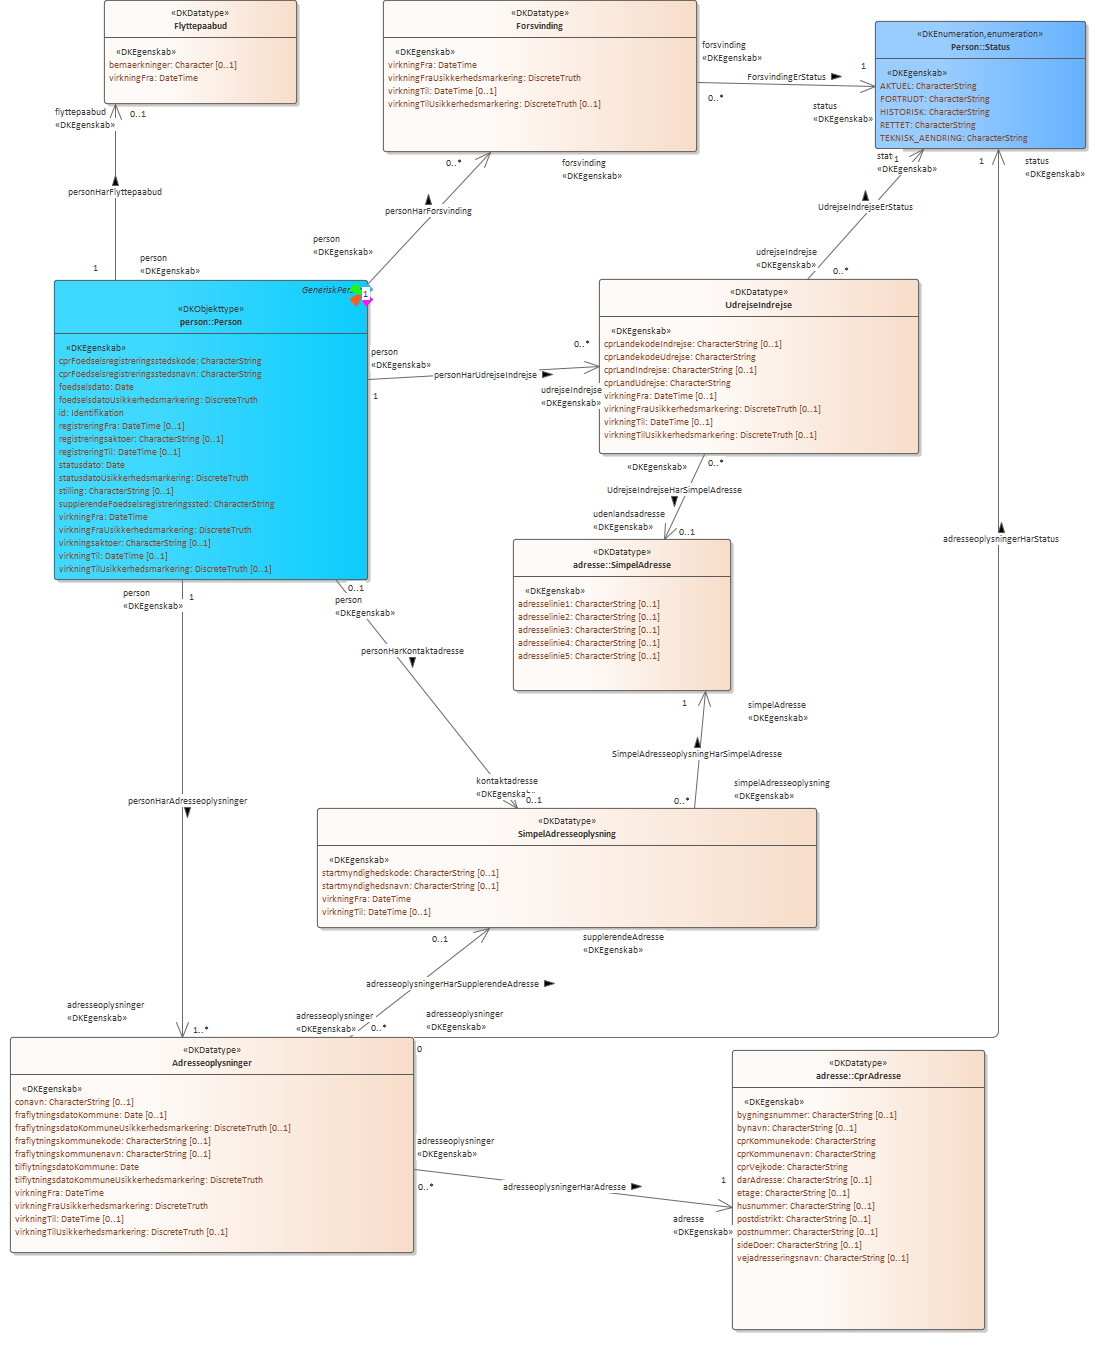 «DKDatatype»
Flyttepaabud
«DKEgenskab»
bemaerkninger: Character [0..1]
virkningFra: DateTime
«DKDatatype»
Forsvinding
«DKEgenskab»
virkningFra: DateTime
virkningFraUsikkerhedsmarkering: DiscreteTruth
virkningTil: DateTime [0..1]
virkningTilUsikkerhedsmarkering: DiscreteTruth [0..1]
«DKEnumeration,enumeration»
Person::Status
«DKEgenskab»
AKTUEL: CharacterString
FORTRUDT: CharacterString
HISTORISK: CharacterString
RETTET: CharacterString
TEKNISK_AENDRING: CharacterString
forsvinding
«DKEgenskab»
1
ForsvindingErStatus
0..*
status
«DKEgenskab»
flyttepaabud
«DKEgenskab»
0..1
personHarFlyttepaabud
1
person
«DKEgenskab»
0..*
forsvinding
«DKEgenskab»
personHarForsvinding
person
«DKEgenskab»
1
«DKEgenskab»
1
status
«DKEgenskab»
UdrejseIndrejseErStatus
udrejseIndrejse
«DKEgenskab»
0..*
1
«DKObjekttype»
person::Person
«DKEgenskab»
cprFoedselsregistreringsstedskode: CharacterString
cprFoedselsregistreringsstedsnavn: CharacterString
foedselsdato: Date
foedselsdatoUsikkerhedsmarkering: DiscreteTruth
id: Identifikation
registreringFra: DateTime [0..1]
registreringsaktoer: CharacterString [0..1]
registreringTil: DateTime [0..1]
statusdato: Date
statusdatoUsikkerhedsmarkering: DiscreteTruth
stilling: CharacterString [0..1]
supplerendeFoedselsregistreringssted: CharacterString
virkningFra: DateTime
virkningFraUsikkerhedsmarkering: DiscreteTruth
virkningsaktoer: CharacterString [0..1]
virkningTil: DateTime [0..1]
virkningTilUsikkerhedsmarkering: DiscreteTruth [0..1]
person
«DKEgenskab»
0..*
personHarUdrejseIndrejse
1
udrejseIndrejse
«DKEgenskab»
«DKDatatype»
UdrejseIndrejse
«DKEgenskab»
cprLandekodeIndrejse: CharacterString [0..1]
cprLandekodeUdrejse: CharacterString
cprLandIndrejse: CharacterString [0..1]
cprLandUdrejse: CharacterString
virkningFra: DateTime [0..1]
virkningFraUsikkerhedsmarkering: DiscreteTruth [0..1]
virkningTil: DateTime [0..1]
virkningTilUsikkerhedsmarkering: DiscreteTruth [0..1]
«DKEgenskab»
0..*
UdrejseIndrejseHarSimpelAdresse
udenlandsadresse
«DKEgenskab»
0..1
adresseoplysningerHarStatus
«DKDatatype»
adresse::SimpelAdresse
«DKEgenskab»
adresselinie1: CharacterString [0..1]
adresselinie2: CharacterString [0..1]
adresselinie3: CharacterString [0..1]
adresselinie4: CharacterString [0..1]
adresselinie5: CharacterString [0..1]
person
«DKEgenskab»
1
0..1
person
«DKEgenskab»
personHarKontaktadresse
1
simpelAdresse
«DKEgenskab»
SimpelAdresseoplysningHarSimpelAdresse
simpelAdresseoplysning
«DKEgenskab»
0..*
kontaktadresse
0..1
personHarAdresseoplysninger
«DKDatatype»
SimpelAdresseoplysning
«DKEgenskab»
startmyndighedskode: CharacterString [0..1]
startmyndighedsnavn: CharacterString [0..1]
virkningFra: DateTime
virkningTil: DateTime [0..1]
0..1
supplerendeAdresse
«DKEgenskab»
adresseoplysningerHarSupplerendeAdresse
adresseoplysninger
«DKEgenskab»
1..*
adresseoplysninger
«DKEgenskab»
0..*
adresseoplysninger
«DKEgenskab»
0
«DKDatatype»
Adresseoplysninger
«DKEgenskab»
conavn: CharacterString [0..1]
fraflytningsdatoKommune: Date [0..1]
fraflytningsdatoKommuneUsikkerhedsmarkering: DiscreteTruth [0..1]
fraflytningskommunekode: CharacterString [0..1]
fraflytningskommunenavn: CharacterString [0..1]
tilflytningsdatoKommune: Date
tilflytningsdatoKommuneUsikkerhedsmarkering: DiscreteTruth
virkningFra: DateTime
virkningFraUsikkerhedsmarkering: DiscreteTruth
virkningTil: DateTime [0..1]
virkningTilUsikkerhedsmarkering: DiscreteTruth [0..1]
adresseoplysninger
«DKEgenskab»
0..*
adresseoplysningerHarAdresse
1
adresse
«DKEgenskab»
«DKDatatype»
adresse::CprAdresse
«DKEgenskab»
bygningsnummer: CharacterString [0..1]
bynavn: CharacterString [0..1]
cprKommunekode: CharacterString
cprKommunenavn: CharacterString
cprVejkode: CharacterString
darAdresse: CharacterString [0..1]
etage: CharacterString [0..1]
husnummer: CharacterString [0..1]
postdistrikt: CharacterString [0..1]
postnummer: CharacterString [0..1]
sideDoer: CharacterString [0..1]
vejadresseringsnavn: CharacterString [0..1]